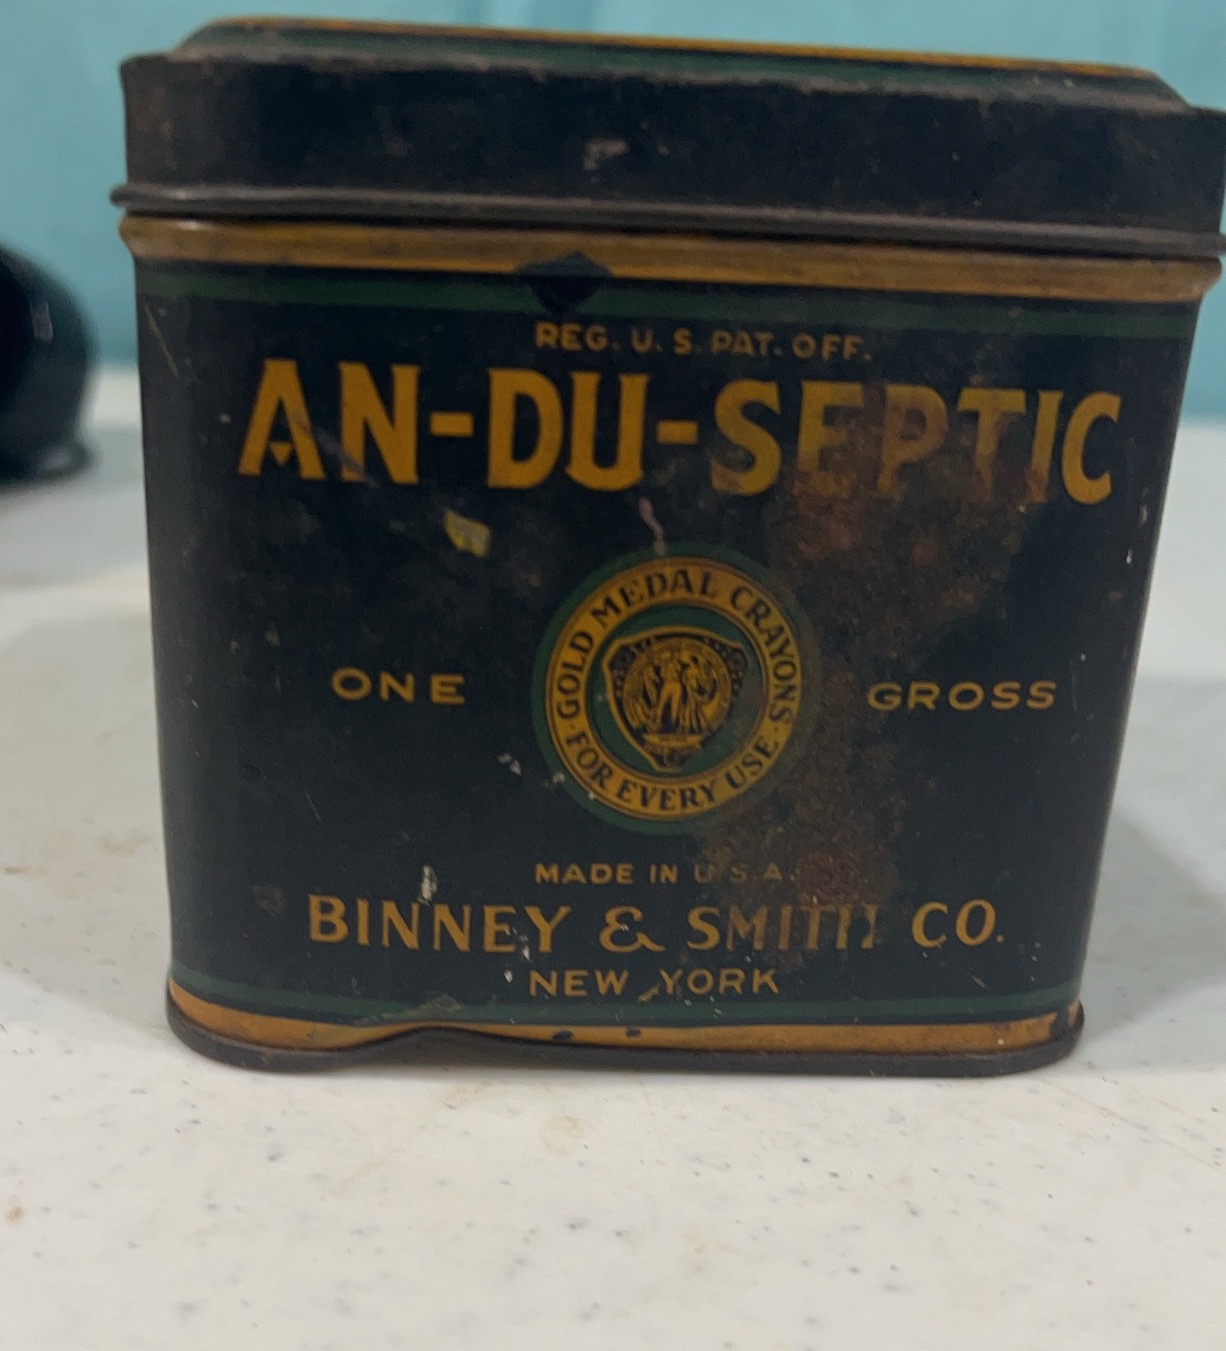 REG. U. S. PAT. OFF.
AN-DU-SEPTIC
GOLD MEDAL CRAYONS
FOR EVERY USE
ONE GROSS
MADE IN U.S.A.
BINNEY & SMITH CO.
NEW YORK